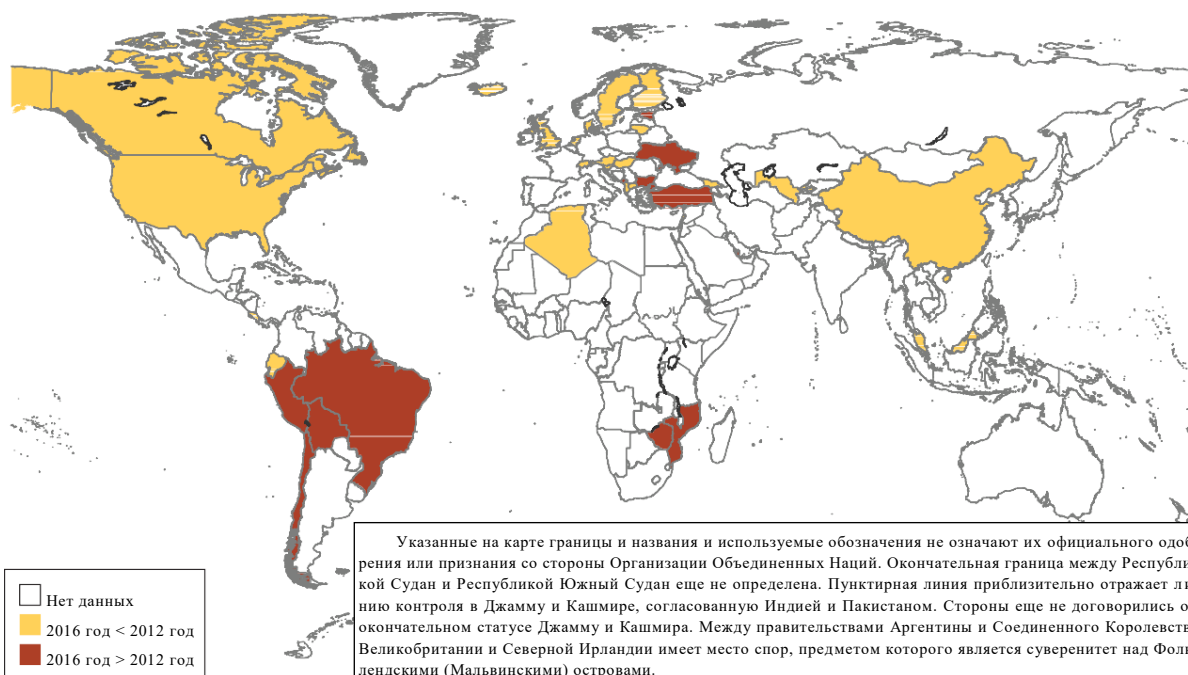 Указанные на карте границы и названия и используемые обозначения не означают их официального одоб-
рения или признания со стороны Организации Объединенных Наций. Окончательная граница между Республи-
кой Судан и Республикой Южный Судан еще не определена. Пунктирная линия приблизительно отражает ли-
нию контроля в Джамму и Кашмире, согласованную Индией и Пакистаном. Стороны еще не договорились о
окончательном статусе Джамму и Кашмира. Между правительствами Аргентины и Соединенного Королевств
Великобритании и Северной Ирландии имеет место спор, предметом которого является суверенитет над Фолк
лендскими (Мальвинскими) островами.
Нет данных
2016 год < 2012 год
2016 год > 2012 год